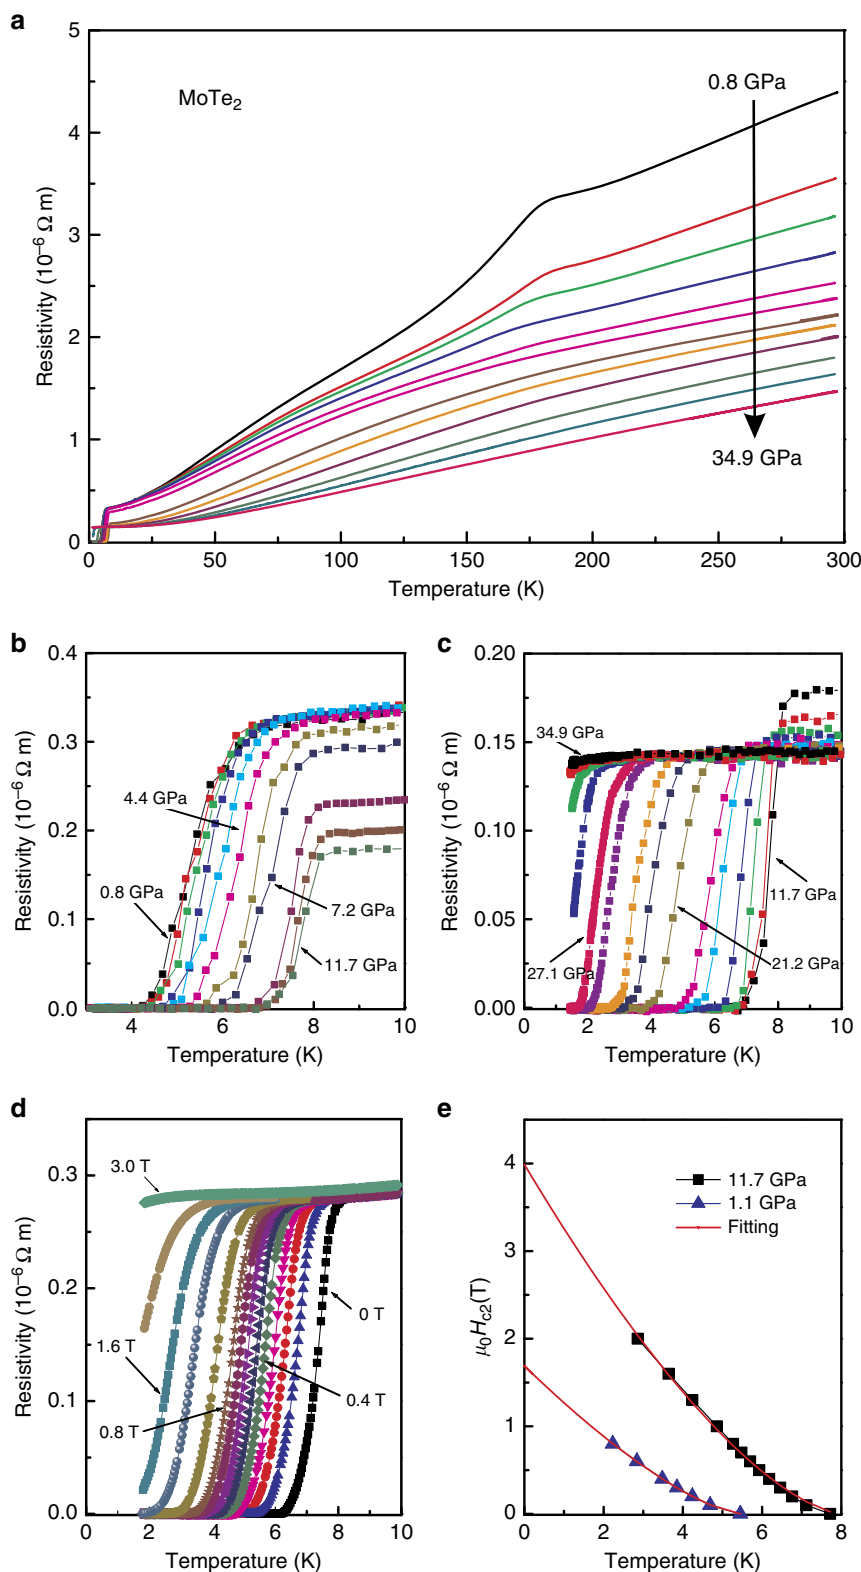 a
5
4
3
2
1
0
Resistivity (10⁻⁶ Ω m)
MoTe₂
0.8 GPa
34.9 GPa
0 50 100 150 200 250 300
Temperature (K)
b
0.4
0.3
0.2
0.1
0.0
Resistivity (10⁻⁶ Ω m)
4.4 GPa
0.8 GPa
7.2 GPa
11.7 GPa
4 6 8 10
Temperature (K)
c
0.20
0.15
0.10
0.05
0.00
Resistivity (10⁻⁶ Ω m)
34.9 GPa
11.7 GPa
21.2 GPa
27.1 GPa
0 2 4 6 8 10
Temperature (K)
d
0.3
0.2
0.1
0.0
Resistivity (10⁻⁶ Ω m)
3.0 T
0 T
1.6 T
0.4 T
0.8 T
0 2 4 6 8 10
Temperature (K)
e
4
3
2
1
0
μ₀Hc₂(T)
11.7 GPa
1.1 GPa
Fitting
0 2 4 6 8
Temperature (K)